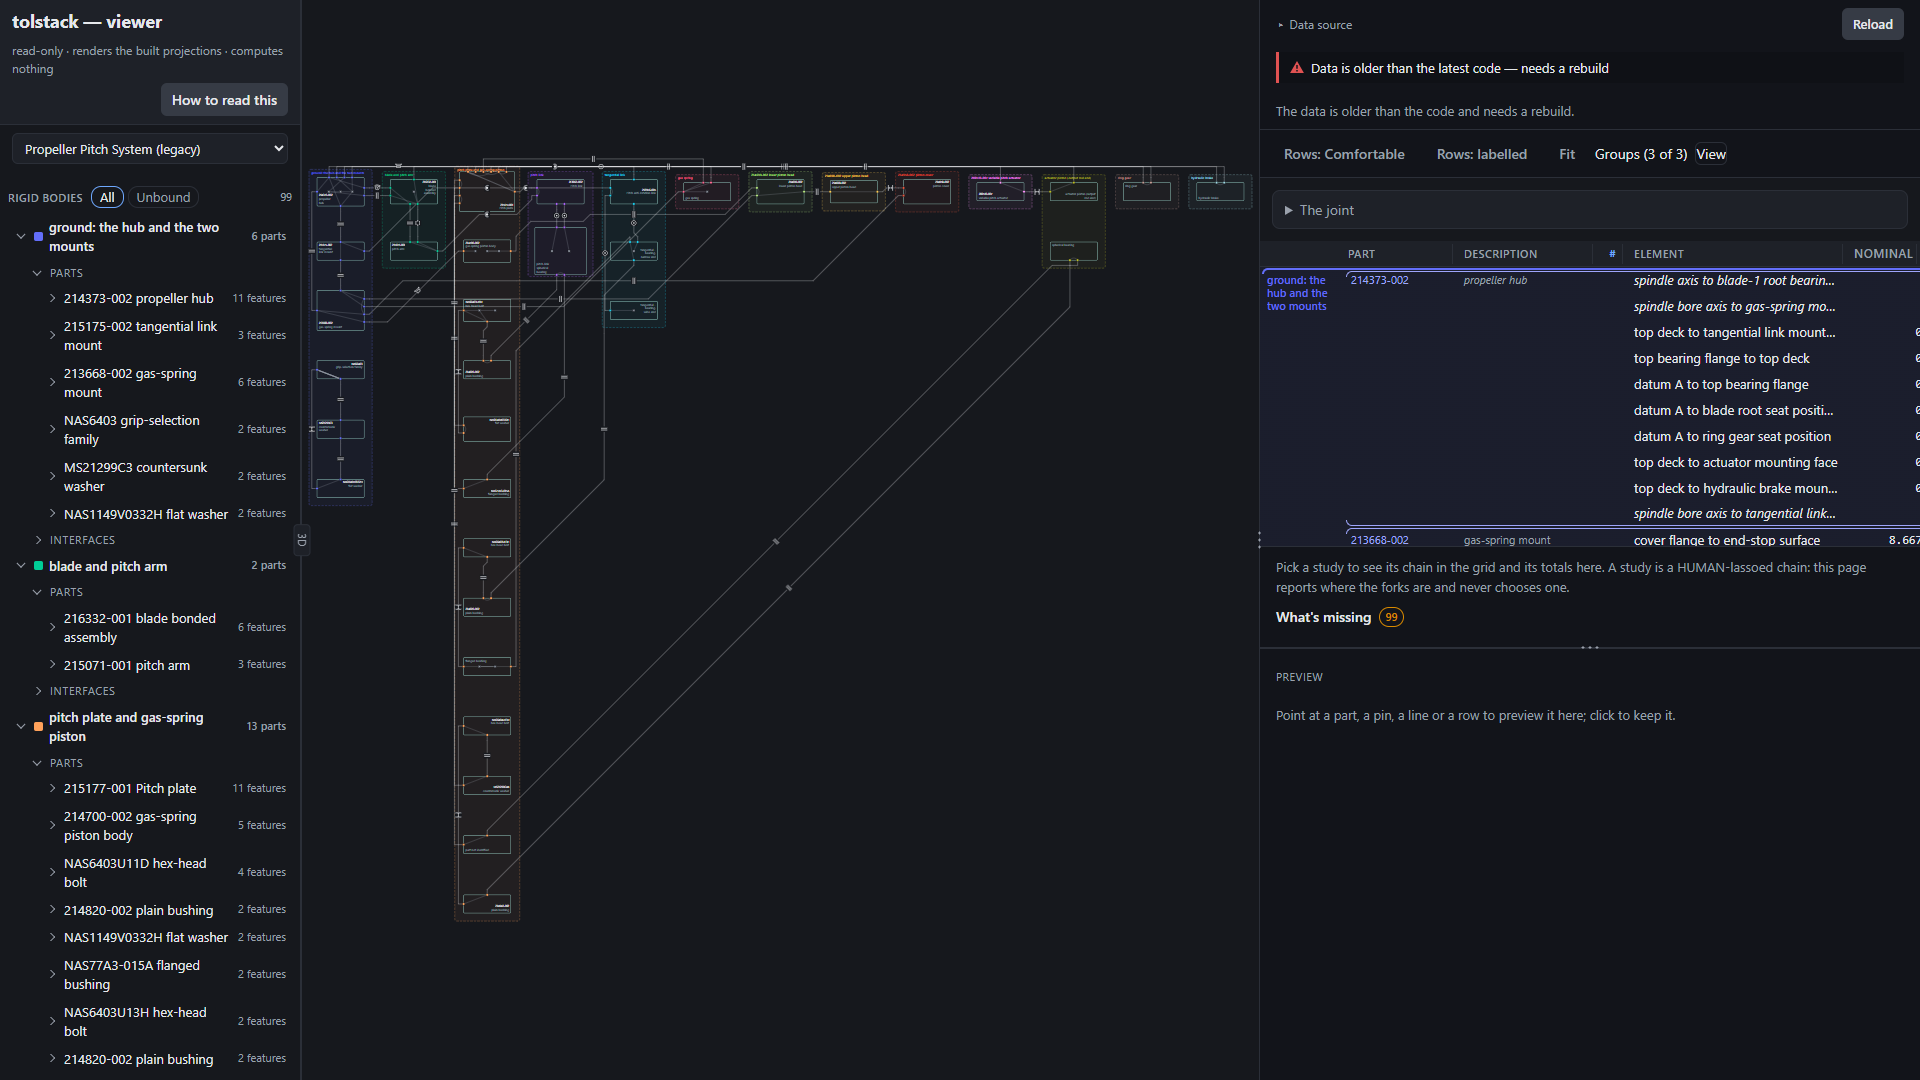 tolstack — viewer
read-only · renders the built projections · computes
nothing
How to read this
Propeller Pitch System (legacy)
RIGID BODIES All Unbound 99
ground: the hub and the two
mounts
6 parts
PARTS
214373-002 propeller hub 11 features
215175-002 tangential link
mount
3 features
213668-002 gas-spring
mount
6 features
NAS6403 grip-selection
family
2 features
MS21299C3 countersunk
washer
2 features
NAS1149V0332H flat washer 2 features
INTERFACES
blade and pitch arm 2 parts
PARTS
216332-001 blade bonded
assembly
6 features
215071-001 pitch arm 3 features
INTERFACES
pitch plate and gas-spring
piston
13 parts
PARTS
215177-001 Pitch plate 11 features
214700-002 gas-spring
piston body
5 features
NAS6403U11D hex-head
bolt
4 features
214820-002 plain bushing 2 features
NAS1149V0332H flat washer 2 features
NAS77A3-015A flanged
bushing
2 features
NAS6403U13H hex-head
bolt
2 features
214820-002 plain bushing 2 features
3D
Data source
Reload
Data is older than the latest code — needs a rebuild
The data is older than the code and needs a rebuild.
Rows: Comfortable Rows: labelled Fit Groups (3 of 3) View
The joint
PART DESCRIPTION # ELEMENT NOMINAL
ground: the
hub and the
two mounts
214373-002 propeller hub spindle axis to blade-1 root bearin...
spindle bore axis to gas-spring mo...
top deck to tangential link mount...
top bearing flange to top deck
datum A to top bearing flange
datum A to blade root seat positi...
datum A to ring gear seat position
top deck to actuator mounting face
top deck to hydraulic brake moun...
spindle bore axis to tangential link...
213668-002 gas-spring mount cover flange to end-stop surface 8.667
Pick a study to see its chain in the grid and its totals here. A study is a HUMAN-lassoed chain: this page
reports where the forks are and never chooses one.
What's missing 99
PREVIEW
Point at a part, a pin, a line or a row to preview it here; click to keep it.